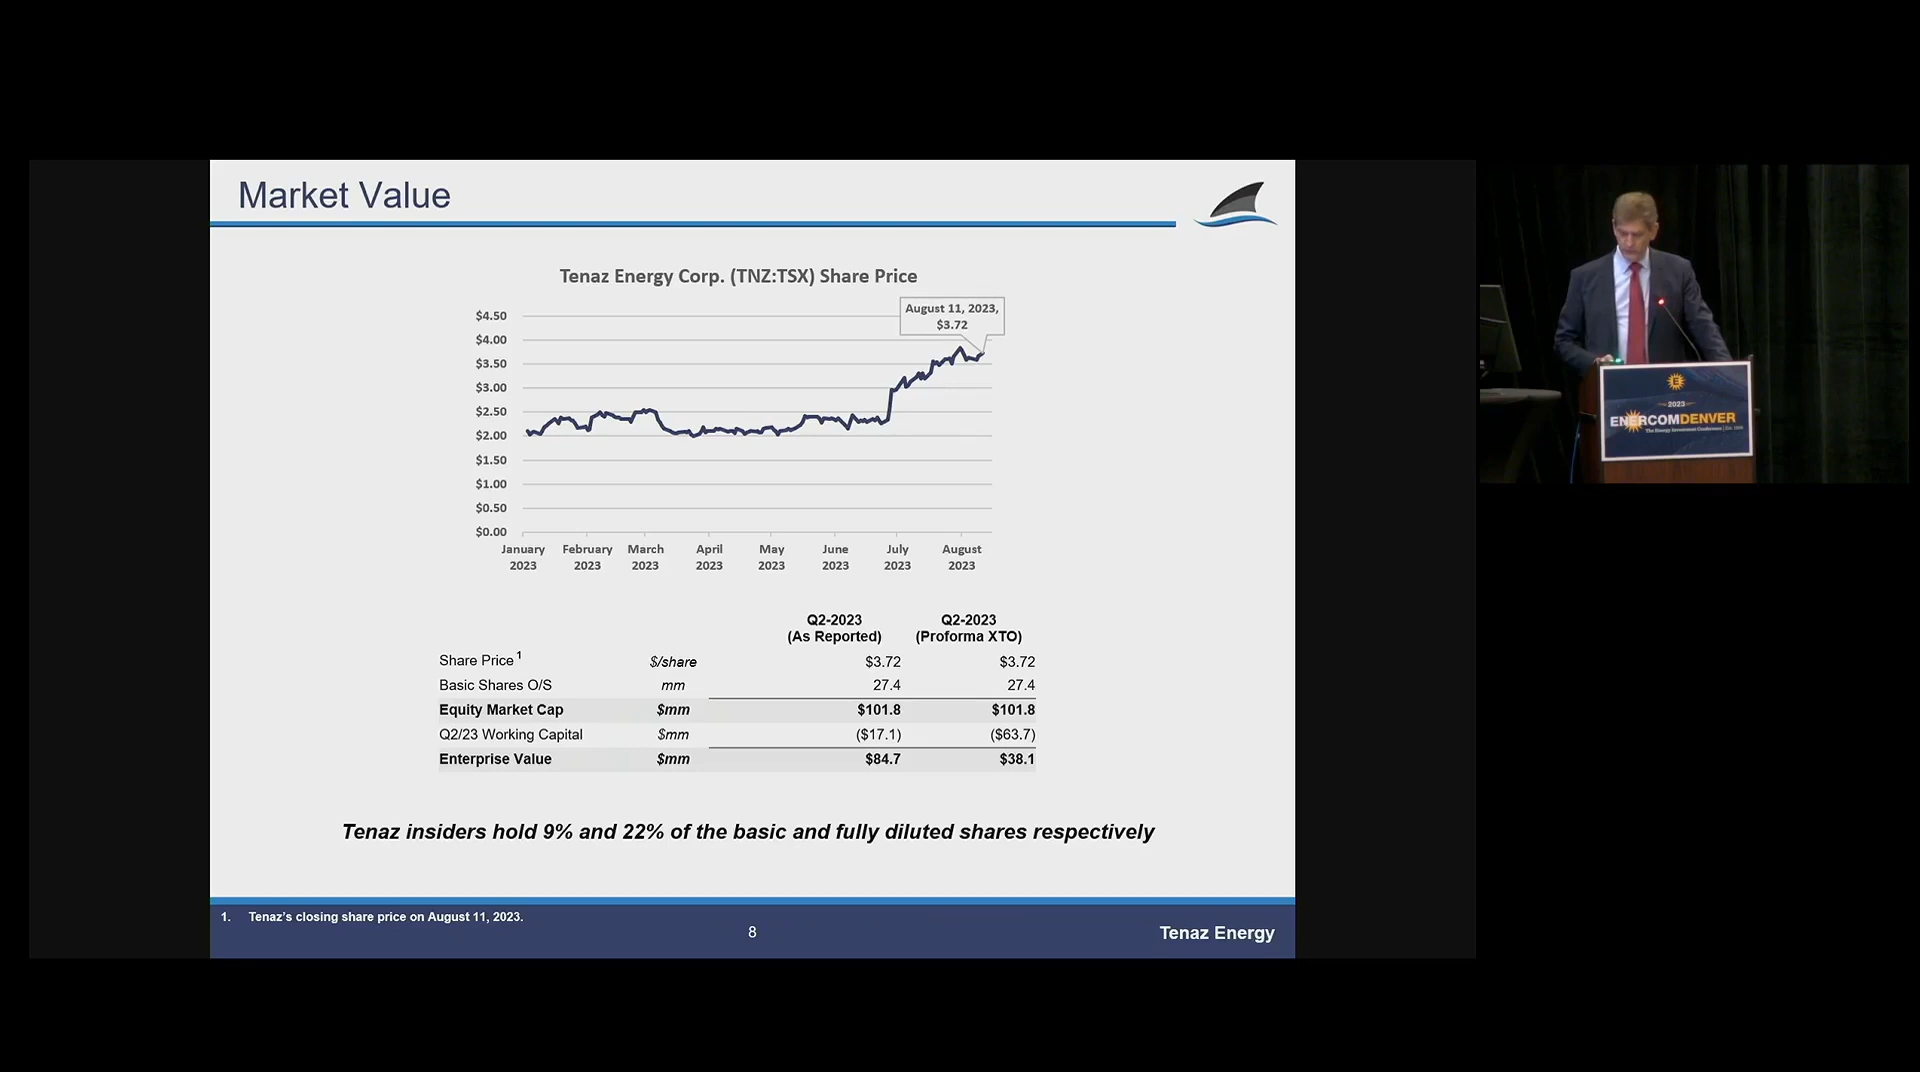 Market Value
Tenaz Energy Corp. (TNZ:TSX) Share Price
August 11, 2023,
$3.72
$4.50
$4.00
$3.50
$3.00
$2.50
$2.00
$1.50
$1.00
$0.50
$0.00
January February March April May June July August
2023 2023 2023 2023 2023 2023 2023 2023
Q2-2023 Q2-2023
(As Reported) (Proforma XTO)
Share Price 1 $/share $3.72 $3.72
Basic Shares O/S mm 27.4 27.4
Equity Market Cap $mm $101.8 $101.8
Q2/23 Working Capital $mm ($17.1) ($63.7)
Enterprise Value $mm $84.7 $38.1
Tenaz insiders hold 9% and 22% of the basic and fully diluted shares respectively
1. Tenaz's closing share price on August 11, 2023.
8
Tenaz Energy
E
2023
ENERCOMDENVER
The Energy Investment Conference